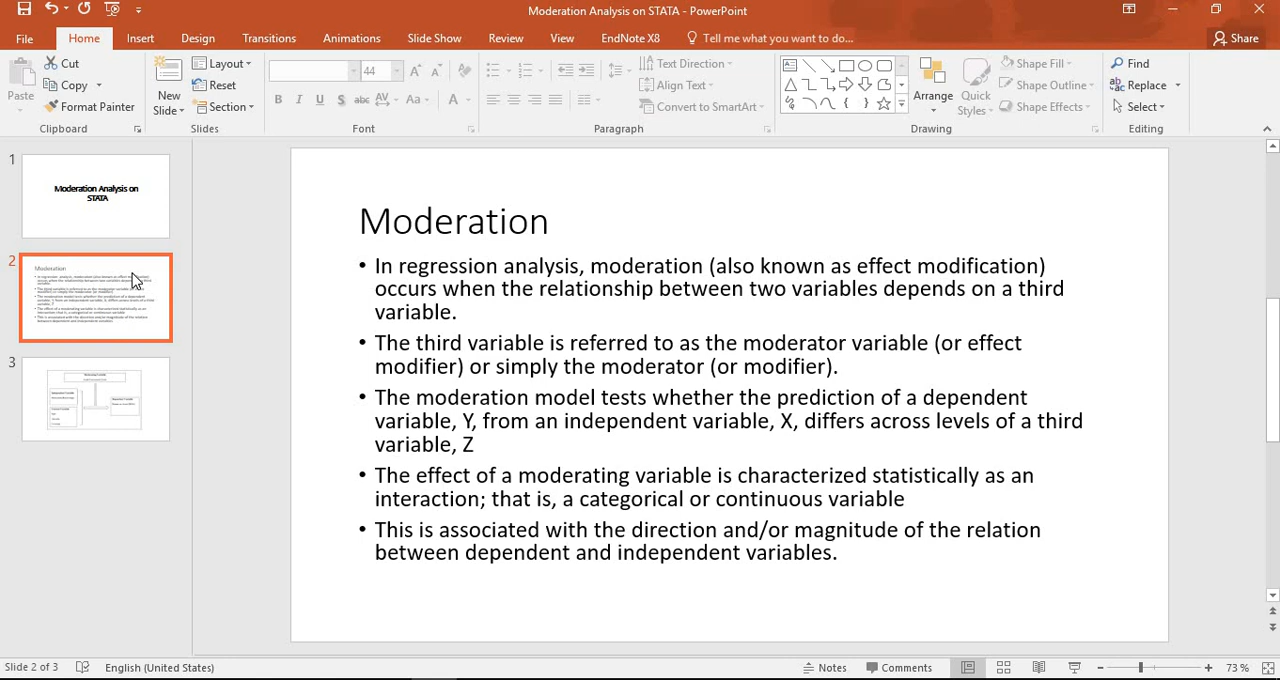 Moderation Analysis on STATA - PowerPoint
File Home Insert Design Transitions Animations Slide Show Review View EndNote X8 Tell me what you want to do... Share
Cut
Copy
Format Painter
Paste
Clipboard
New
Slide
Layout
Reset
Section
Slides
44
B I U S abc AV Aa A
Font
Text Direction
Align Text
Convert to SmartArt
Paragraph
Arrange
Quick
Styles
Shape Fill
Shape Outline
Shape Effects
Drawing
Find
Replace
Select
Editing
1
Moderation Analysis on
STATA
2
Moderation
3
Moderation
• In regression analysis, moderation (also known as effect modification)
occurs when the relationship between two variables depends on a third
variable.
• The third variable is referred to as the moderator variable (or effect
modifier) or simply the moderator (or modifier).
• The moderation model tests whether the prediction of a dependent
variable, Y, from an independent variable, X, differs across levels of a third
variable, Z
• The effect of a moderating variable is characterized statistically as an
interaction; that is, a categorical or continuous variable
• This is associated with the direction and/or magnitude of the relation
between dependent and independent variables.
Slide 2 of 3 English (United States) Notes Comments 73 %